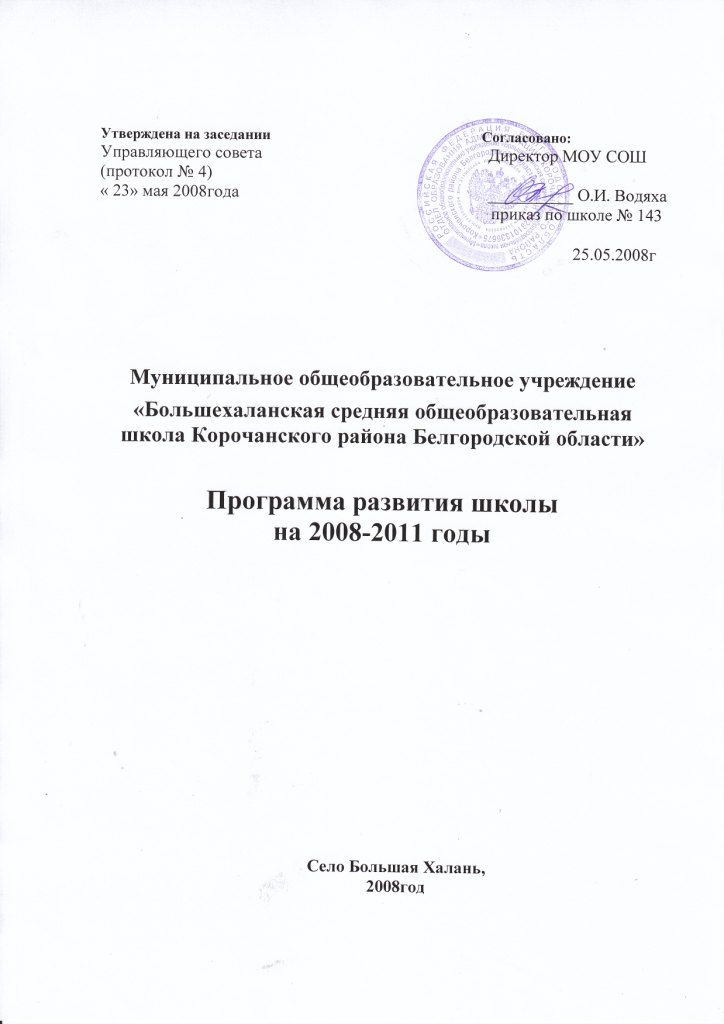 Утверждена на заседании
Управляющего совета
(протокол № 4)
« 23» мая 2008года
Согласовано:
Директор МОУ СОШ
О.И. Водяха
приказ по школе № 143
25.05.2008г
Муниципальное общеобразовательное учреждение
«Большехаланская средняя общеобразовательная
школа Корочанского района Белгородской области»
Программа развития школы
на 2008-2011 годы
Село Большая Халань,
2008год
РОССИЙСКАЯ ФЕДЕРАЦИЯ